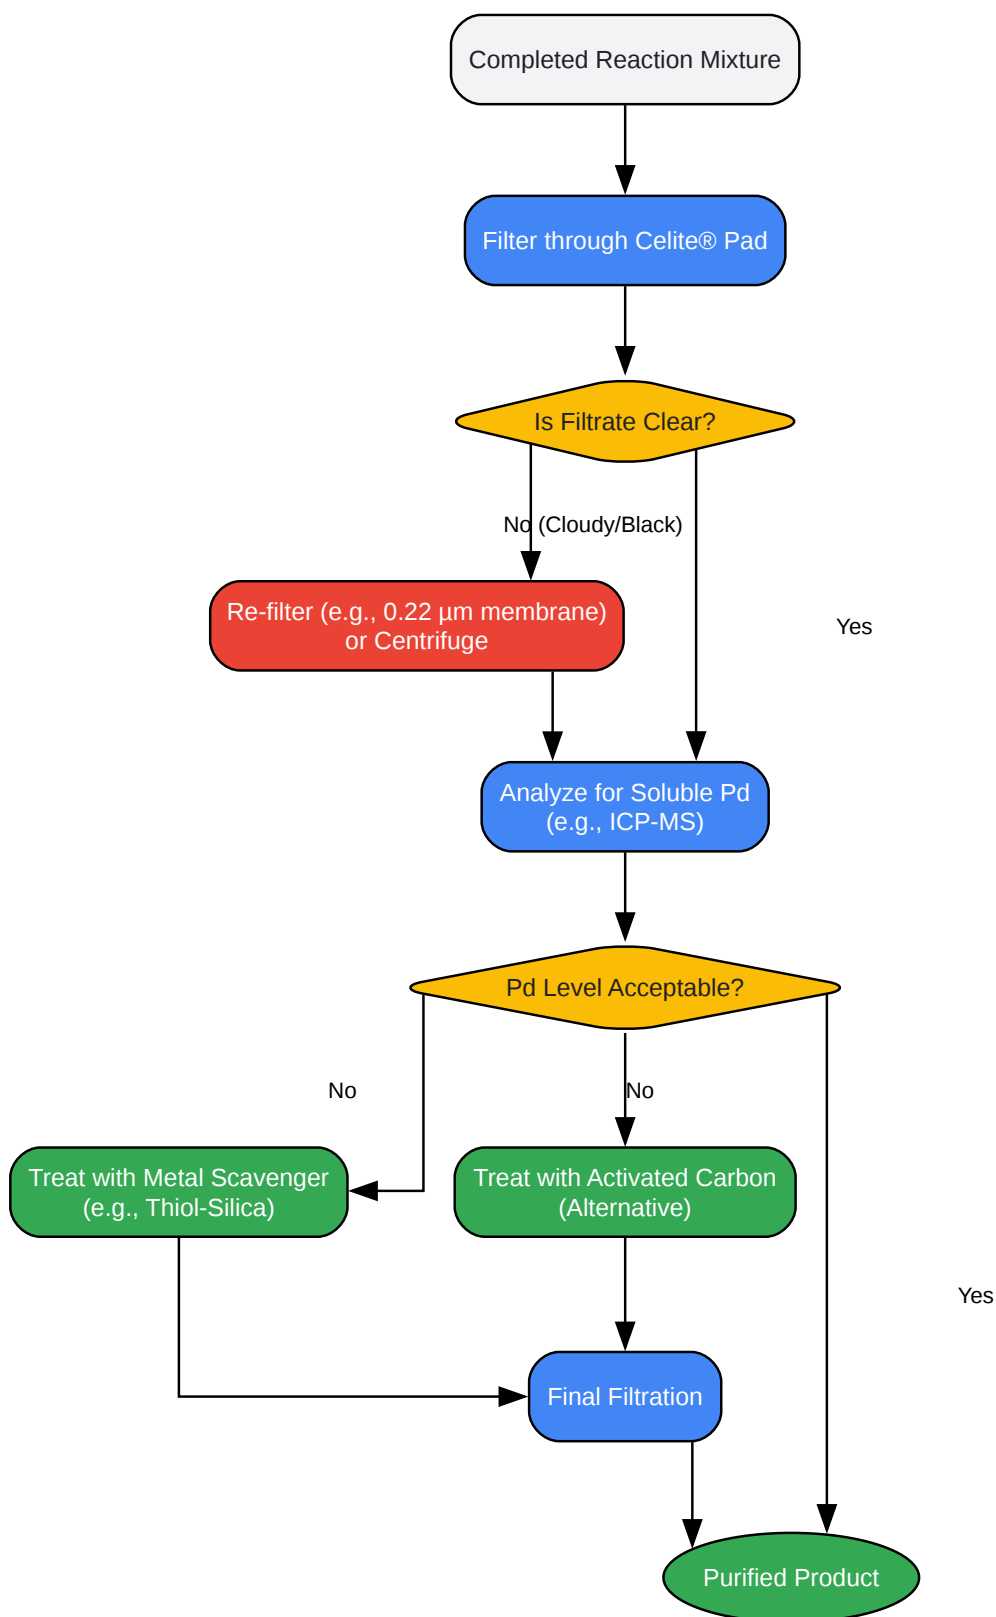 Completed Reaction Mixture
Filter through Celite® Pad
Is Filtrate Clear?
No (Cloudy/Black)
Re-filter (e.g., 0.22 µm membrane)
or Centrifuge
Yes
Analyze for Soluble Pd
(e.g., ICP-MS)
Pd Level Acceptable?
No
No
Treat with Metal Scavenger
(e.g., Thiol-Silica)
Treat with Activated Carbon
(Alternative)
Yes
Final Filtration
Purified Product